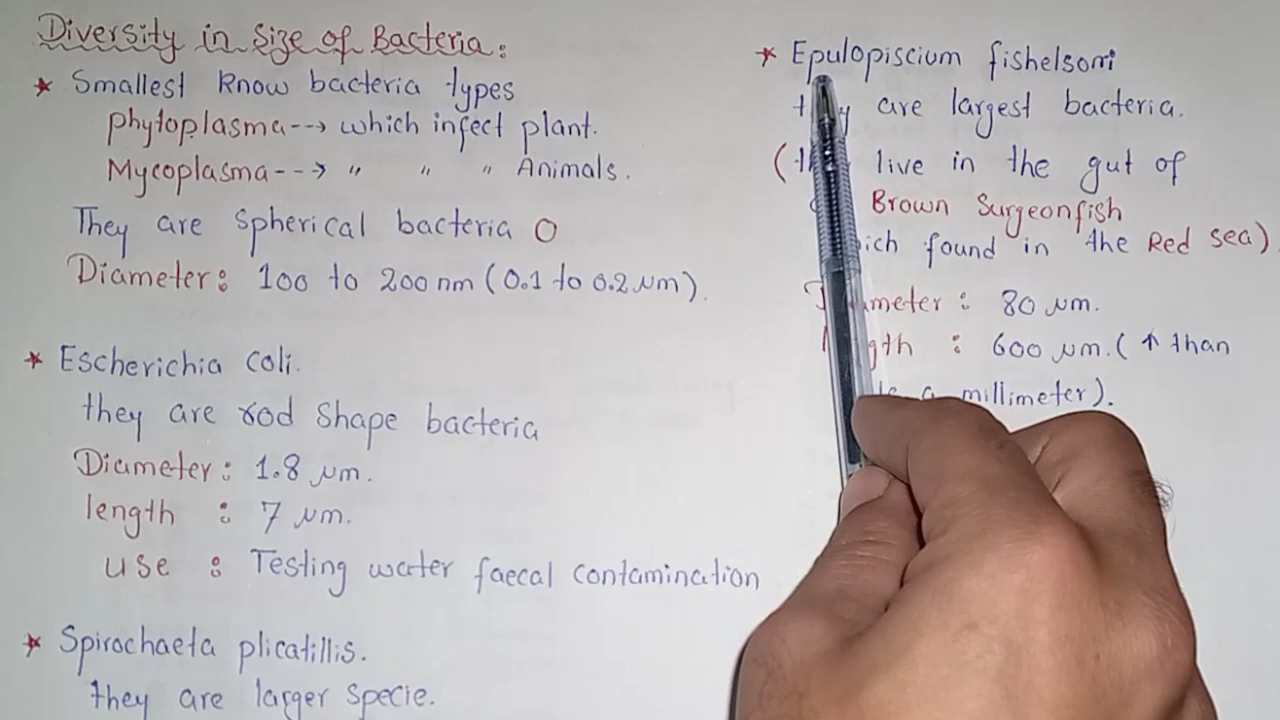 Diversity in Size of Bacteria:
* Smallest know bacteria types
phytoplasma--→ which infect plant.
Mycoplasma---→ " " " Animals.
They are spherical bacteria O
Diameter: 100 to 200 nm (0.1 to 0.2 µm).
* Escherichia coli.
they are rod shape bacteria
Diameter: 1.8 µm.
length : 7 µm.
use : Testing water faecal contamination
* Spirochaeta plicatillis.
they are larger specie.
* Epulopiscium fishelsoni
are largest bacteria.
( live in the gut of
Brown Surgeonfish
found in the Red sea)
: 80 µm.
: 600 µm. (↑ than
a millimeter).